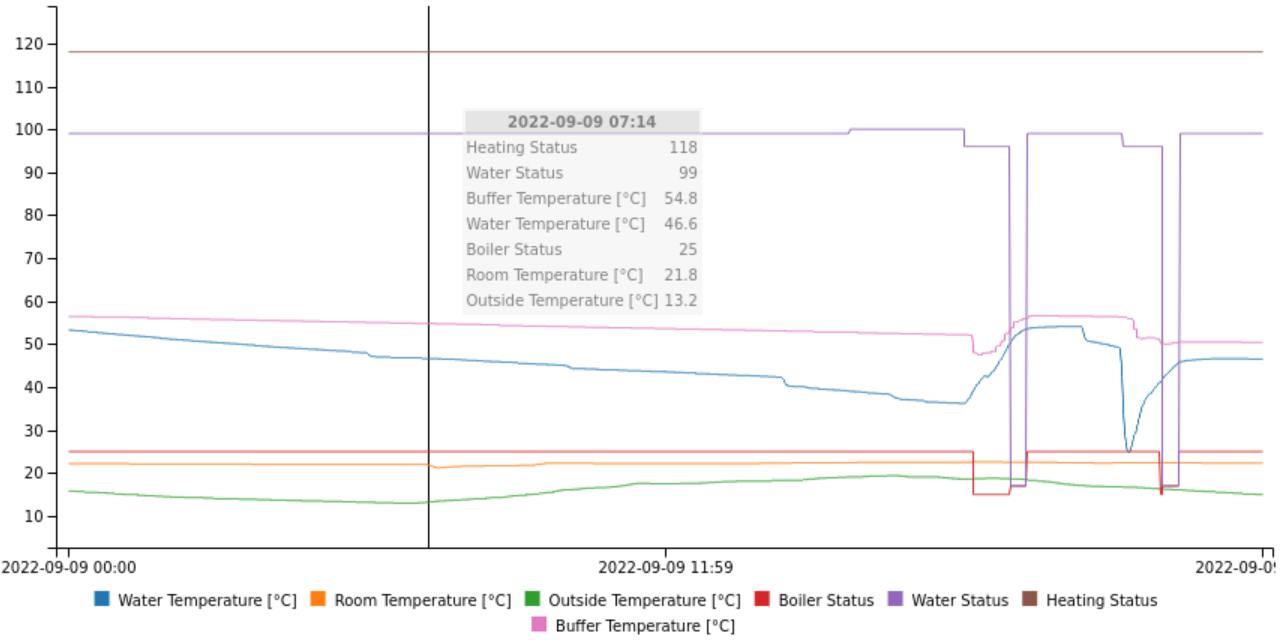 120
110
100
90
80
70
60
50
40
30
20
10
2022-09-09 07:14
Heating Status 118
Water Status 99
Buffer Temperature [°C] 54.8
Water Temperature [°C] 46.6
Boiler Status 25
Room Temperature [°C] 21.8
Outside Temperature [°C] 13.2
2022-09-09 00:00 2022-09-09 11:59 2022-09-0
Water Temperature [°C] Room Temperature [°C] Outside Temperature [°C] Boiler Status Water Status Heating Status
Buffer Temperature [°C]